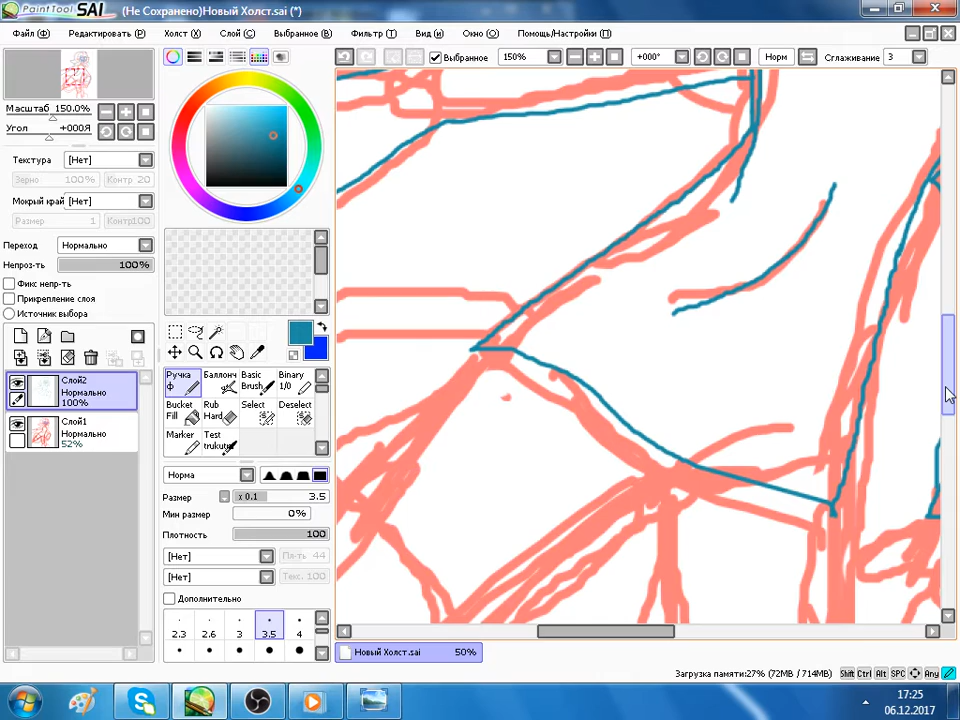 PaintTool SAI (Не Сохранено)Новый Холст.sai (*)
Файл (Ф) Редактировать (Р) Холст (Х) Слой (С) Выбранное (В) Фильтр (Т) Вид (и) Окно (О) Помощь/Настройки (П)
Выбранное 150% +000° Норм Сглаживание 3
Масштаб 150.0%
Угол +000Я
Текстура [Нет]
Зерно 100% Контр 20
Мокрый край [Нет]
Размер 1 Контр100
Переход Нормально
Непроз-ть 100%
Фикс непр-ть
Прикрепление слоя
Источник выбора
Слой2
Нормально
100%
Слой1
Нормально
52%
Ручка ф Баллонч Basic Brush Binary 1/0
Bucket Fill Rub Hard Select Deselect
Marker Test trukutu
Норма
Размер x 0.1 3.5
Мин размер 0%
Плотность 100
[Нет] Пл-ть 44
[Нет] Текс. 100
Дополнительно
2.3 2.6 3 3.5 4
Новый Холст.sai 50%
Загрузка памяти:27% (72MB / 714MB) Shift Ctrl Alt SPC Any
17:25
06.12.2017